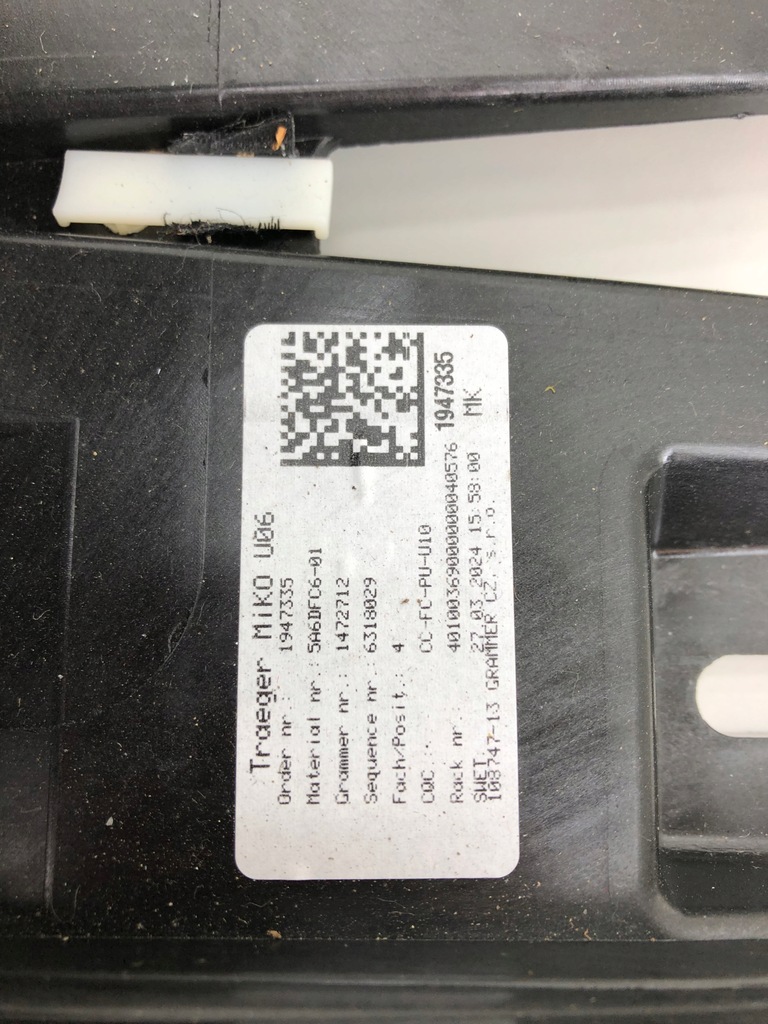 Traeger MiKO U06
Order nr.: 1947335
Material nr.: 5A6DFC6-01
Grammer nr.: 1472712
Sequence nr.: 6318029
Fach/Posit.: 4
CQC : CC-FC-PU-U10
Rack nr.: 40100369000000000040576
SWET 27.03.2024 15:58:00
108747-13 GRAMMER CZ, s.r.o.
1947335
MK